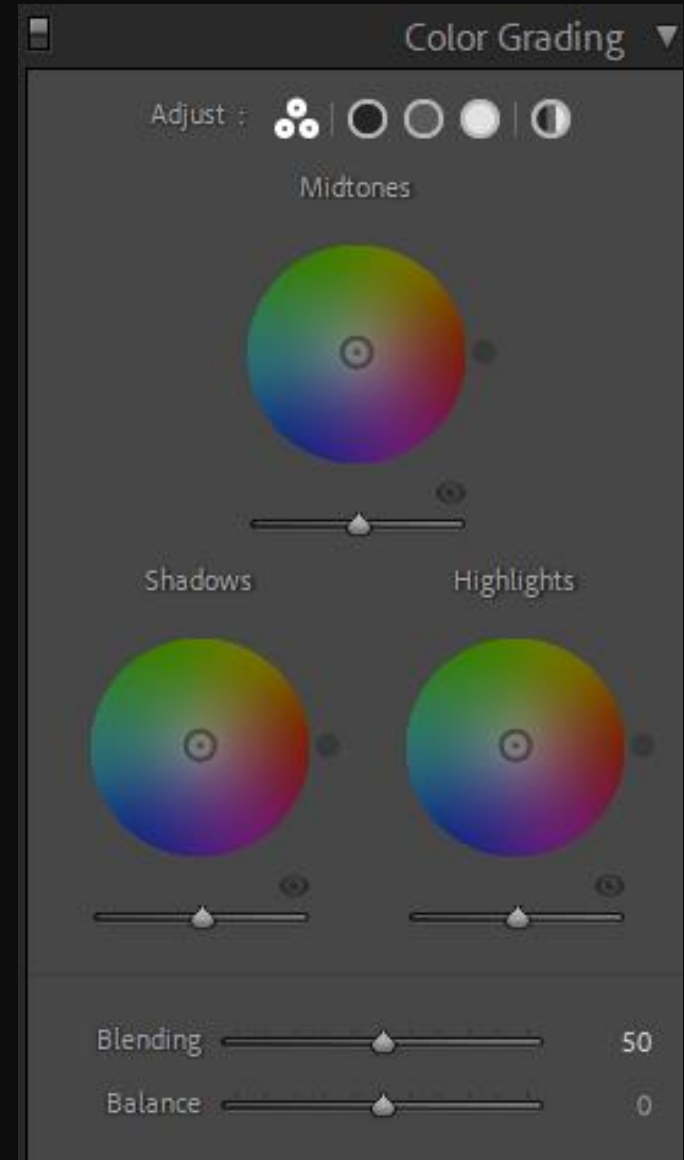 Color Grading
Adjust :
Midtones
Shadows Highlights
Blending 50
Balance 0